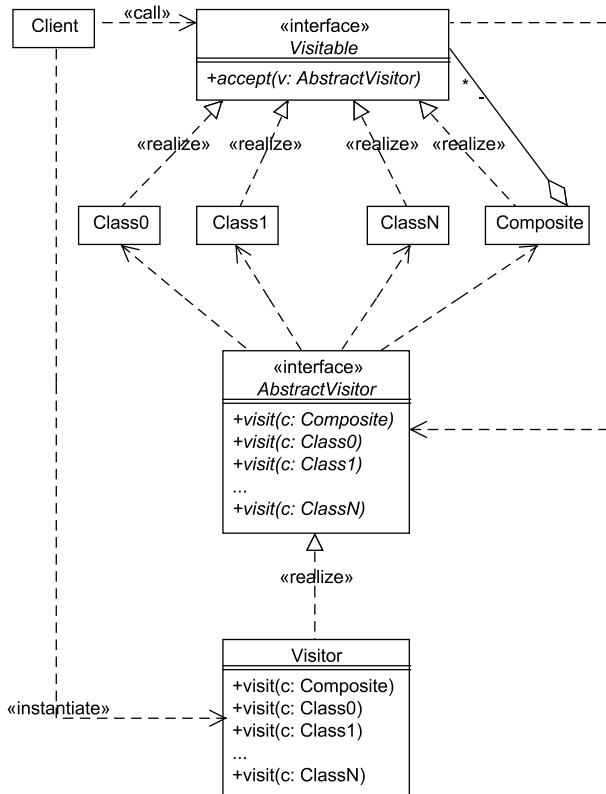 Client
«call»
«interface»
Visitable
+accept(v: AbstractVisitor)
*
-
«realize»
«realize»
«realize»
«realize»
Class0
Class1
ClassN
Composite
«interface»
AbstractVisitor
+visit(c: Composite)
+visit(c: Class0)
+visit(c: Class1)
...
+visit(c: ClassN)
«realize»
Visitor
+visit(c: Composite)
+visit(c: Class0)
+visit(c: Class1)
...
+visit(c: ClassN)
«instantiate»